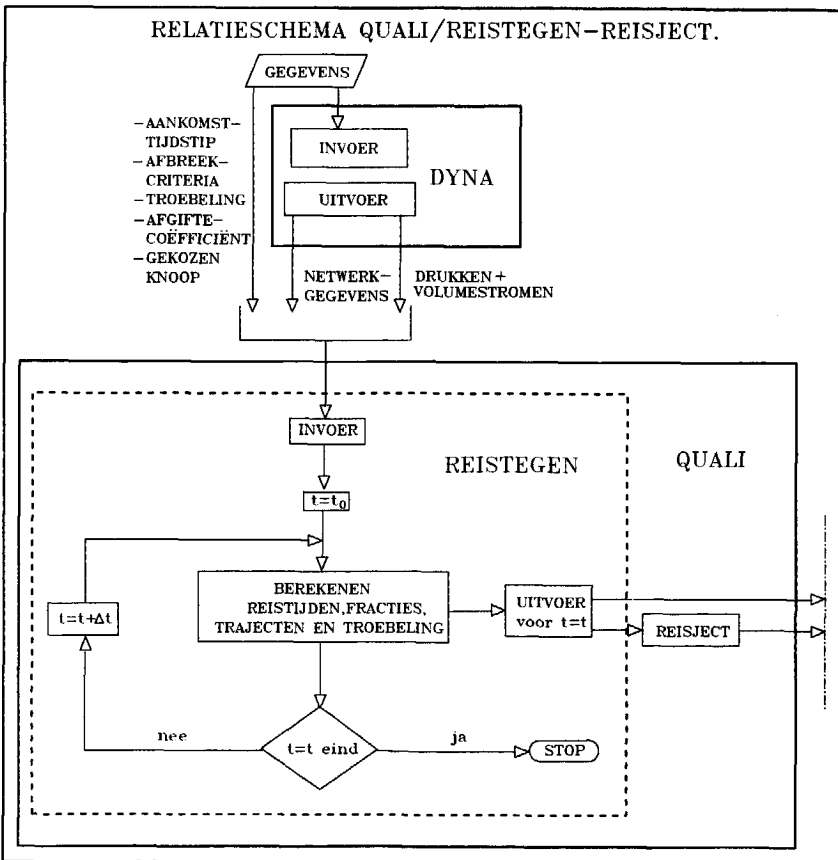 RELATIESCHEMA QUALI/REISTEGEN-REISJECT.
GEGEVENS
-AANKOMST-
TIJDSTIP
-AFBREEK-
CRITERIA
-TROEBELING
-AFGIFTE-
COËFFICIËNT
-GEKOZEN
KNOOP
INVOER
DYNA
UITVOER
NETWERK-
GEGEVENS
DRUKKEN+
VOLUMESTROMEN
INVOER
REISTEGEN
QUALI
t=t₀
BEREKENEN
REISTIJDEN,FRACTIES,
TRAJECTEN EN TROEBELING
UITVOER
voor t=t
REISJECT
t=t+Δt
nee
t=t eind
ja
STOP